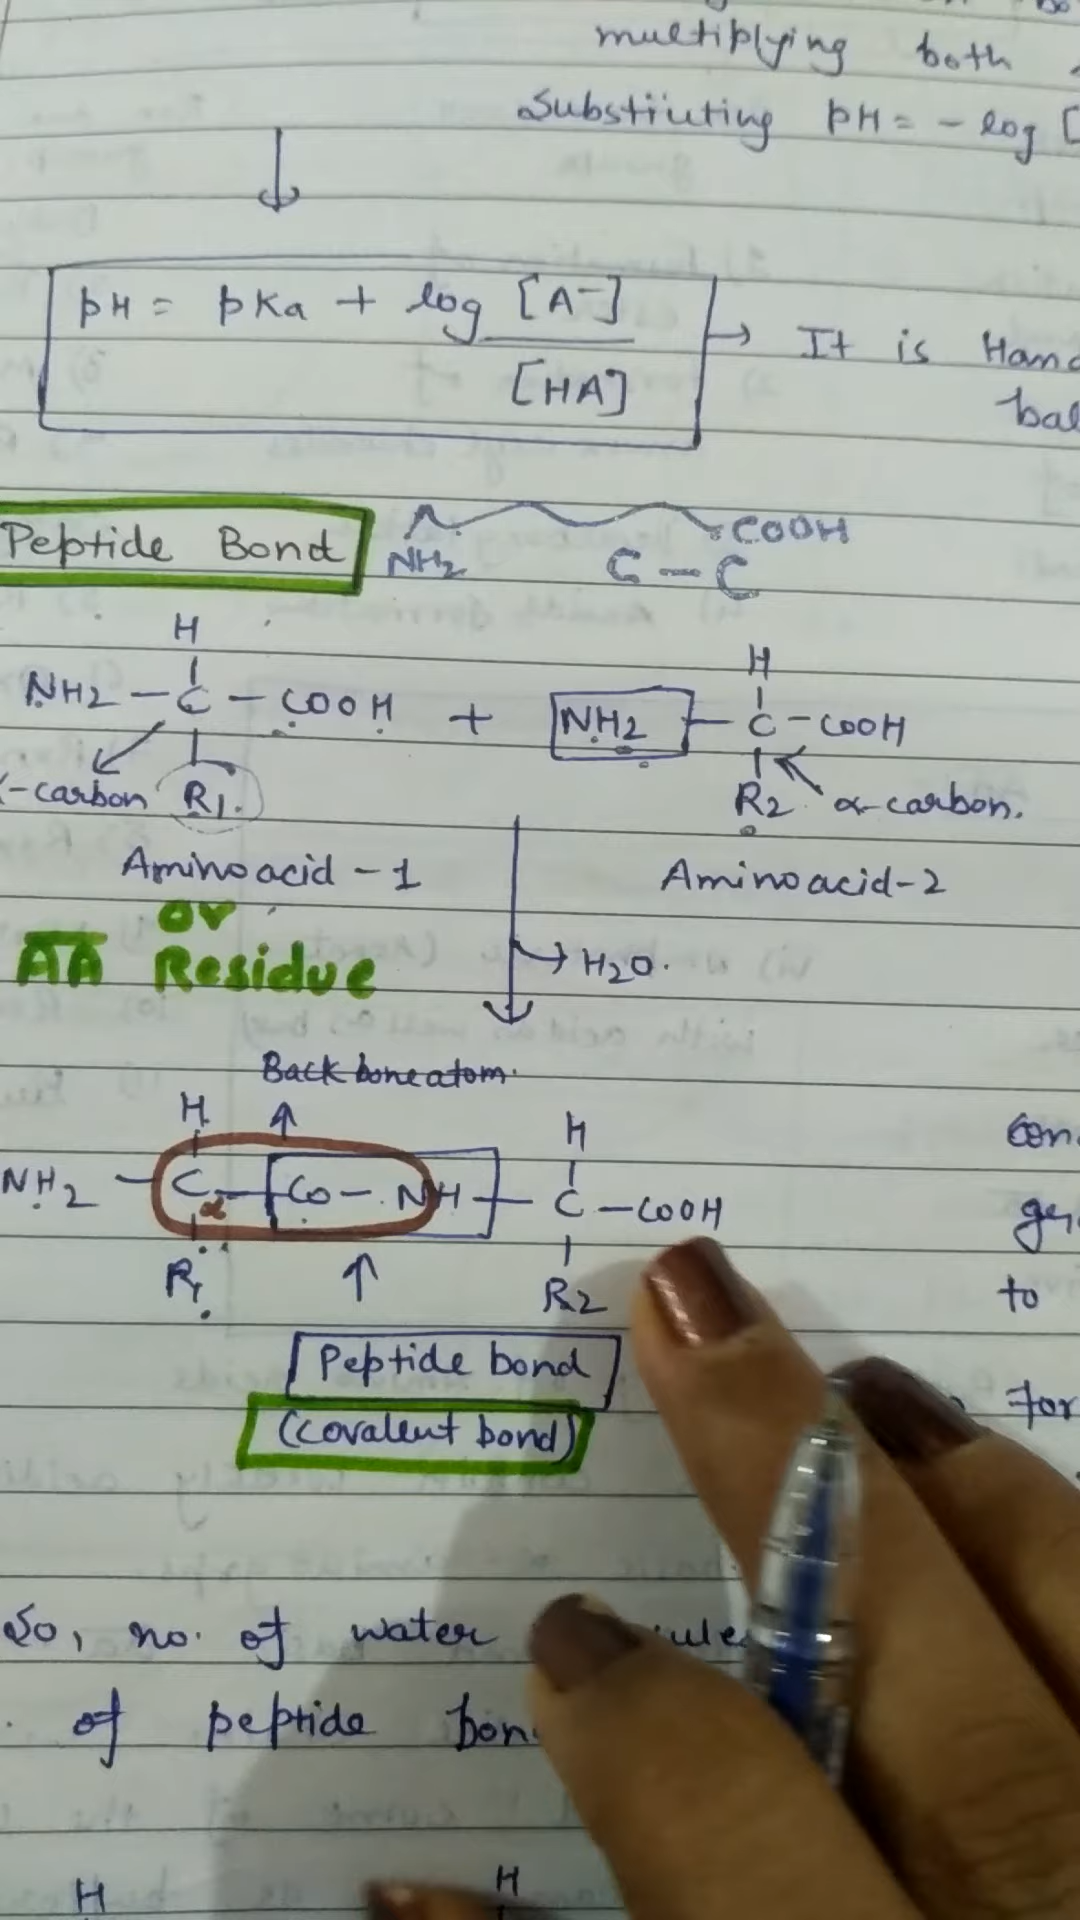 multiplying both
Substituting pH = - log [
pH = pKa + log [A⁻]
[HA]
→ It is
Peptide Bond
NH2 COOH
C - C
H
NH2 - C - COOH + NH2 - C - COOH
H
-carbon R1. R2 α-carbon.
Aminoacid - 1 Aminoacid-2
or
AA Residue
→ H2O.
Back bone atom.
H H
NH2 - C - CO - NH - C - COOH
α
R1 R2
to
Peptide bond
(covalent bond)
So, no. of water
of peptide
H H